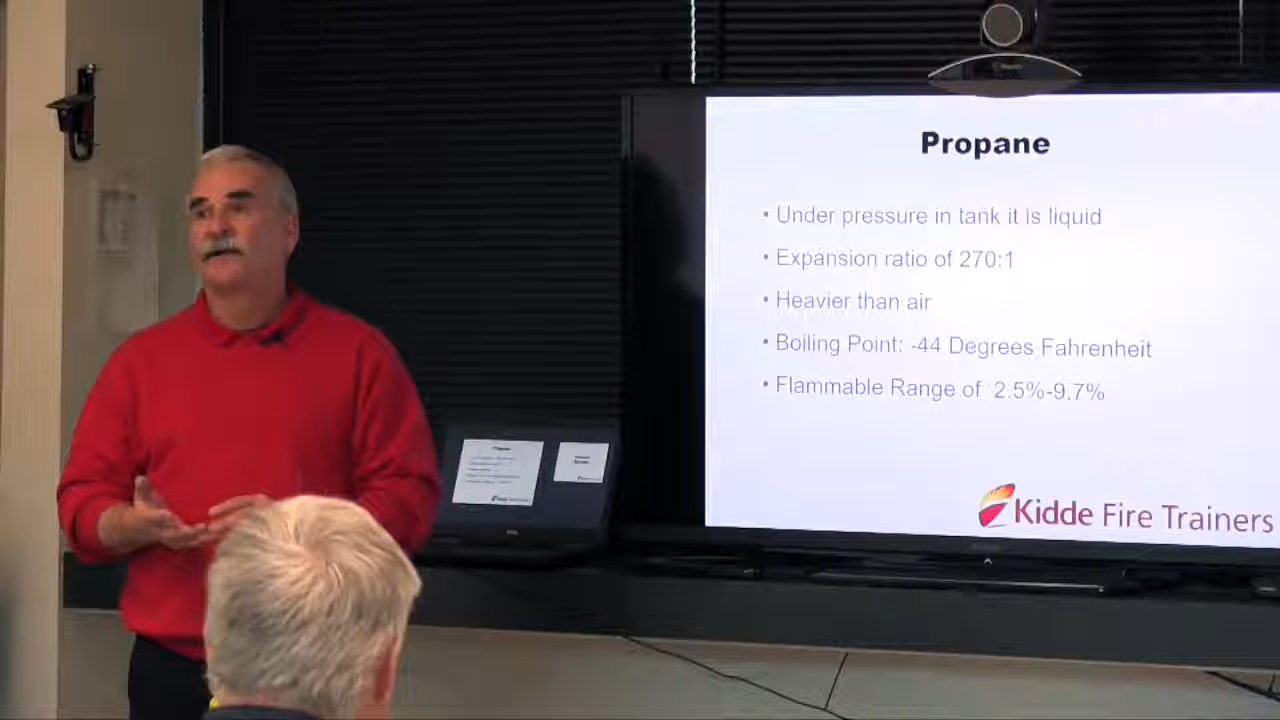 Propane
• Under pressure in tank it is liquid
• Expansion ratio of 270:1
• Heavier than air
• Boiling Point: -44 Degrees Fahrenheit
• Flammable Range of 2.5%-9.7%
Kidde Fire Trainers